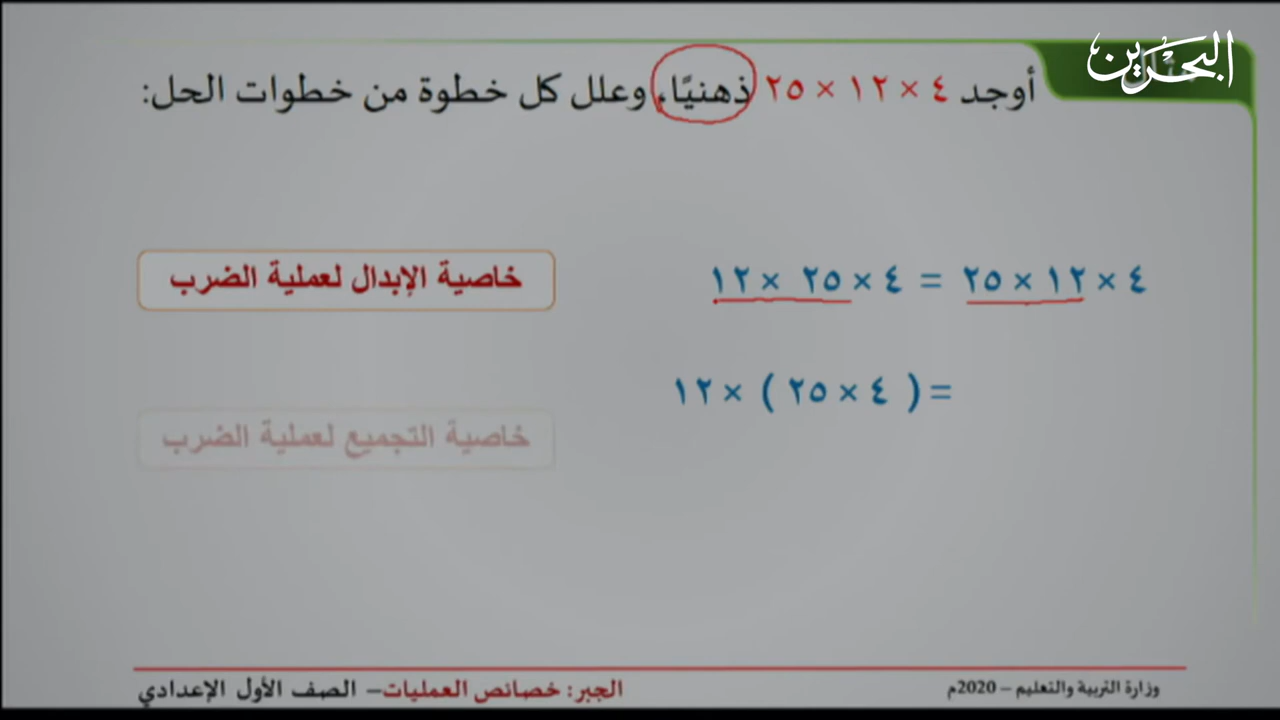 البحرين
مثال
أوجد ٤ × ١٢ × ٢٥ ذهنيًا، وعلل كل خطوة من خطوات الحل:
٤ × ١٢ × ٢٥ = ٤ × ٢٥ × ١٢
خاصية الإبدال لعملية الضرب
= ( ٤ × ٢٥ ) × ١٢
خاصية التجميع لعملية الضرب
وزارة التربية والتعليم – 2020م
الجبر: خصائص العمليات– الصف الأول الإعدادي